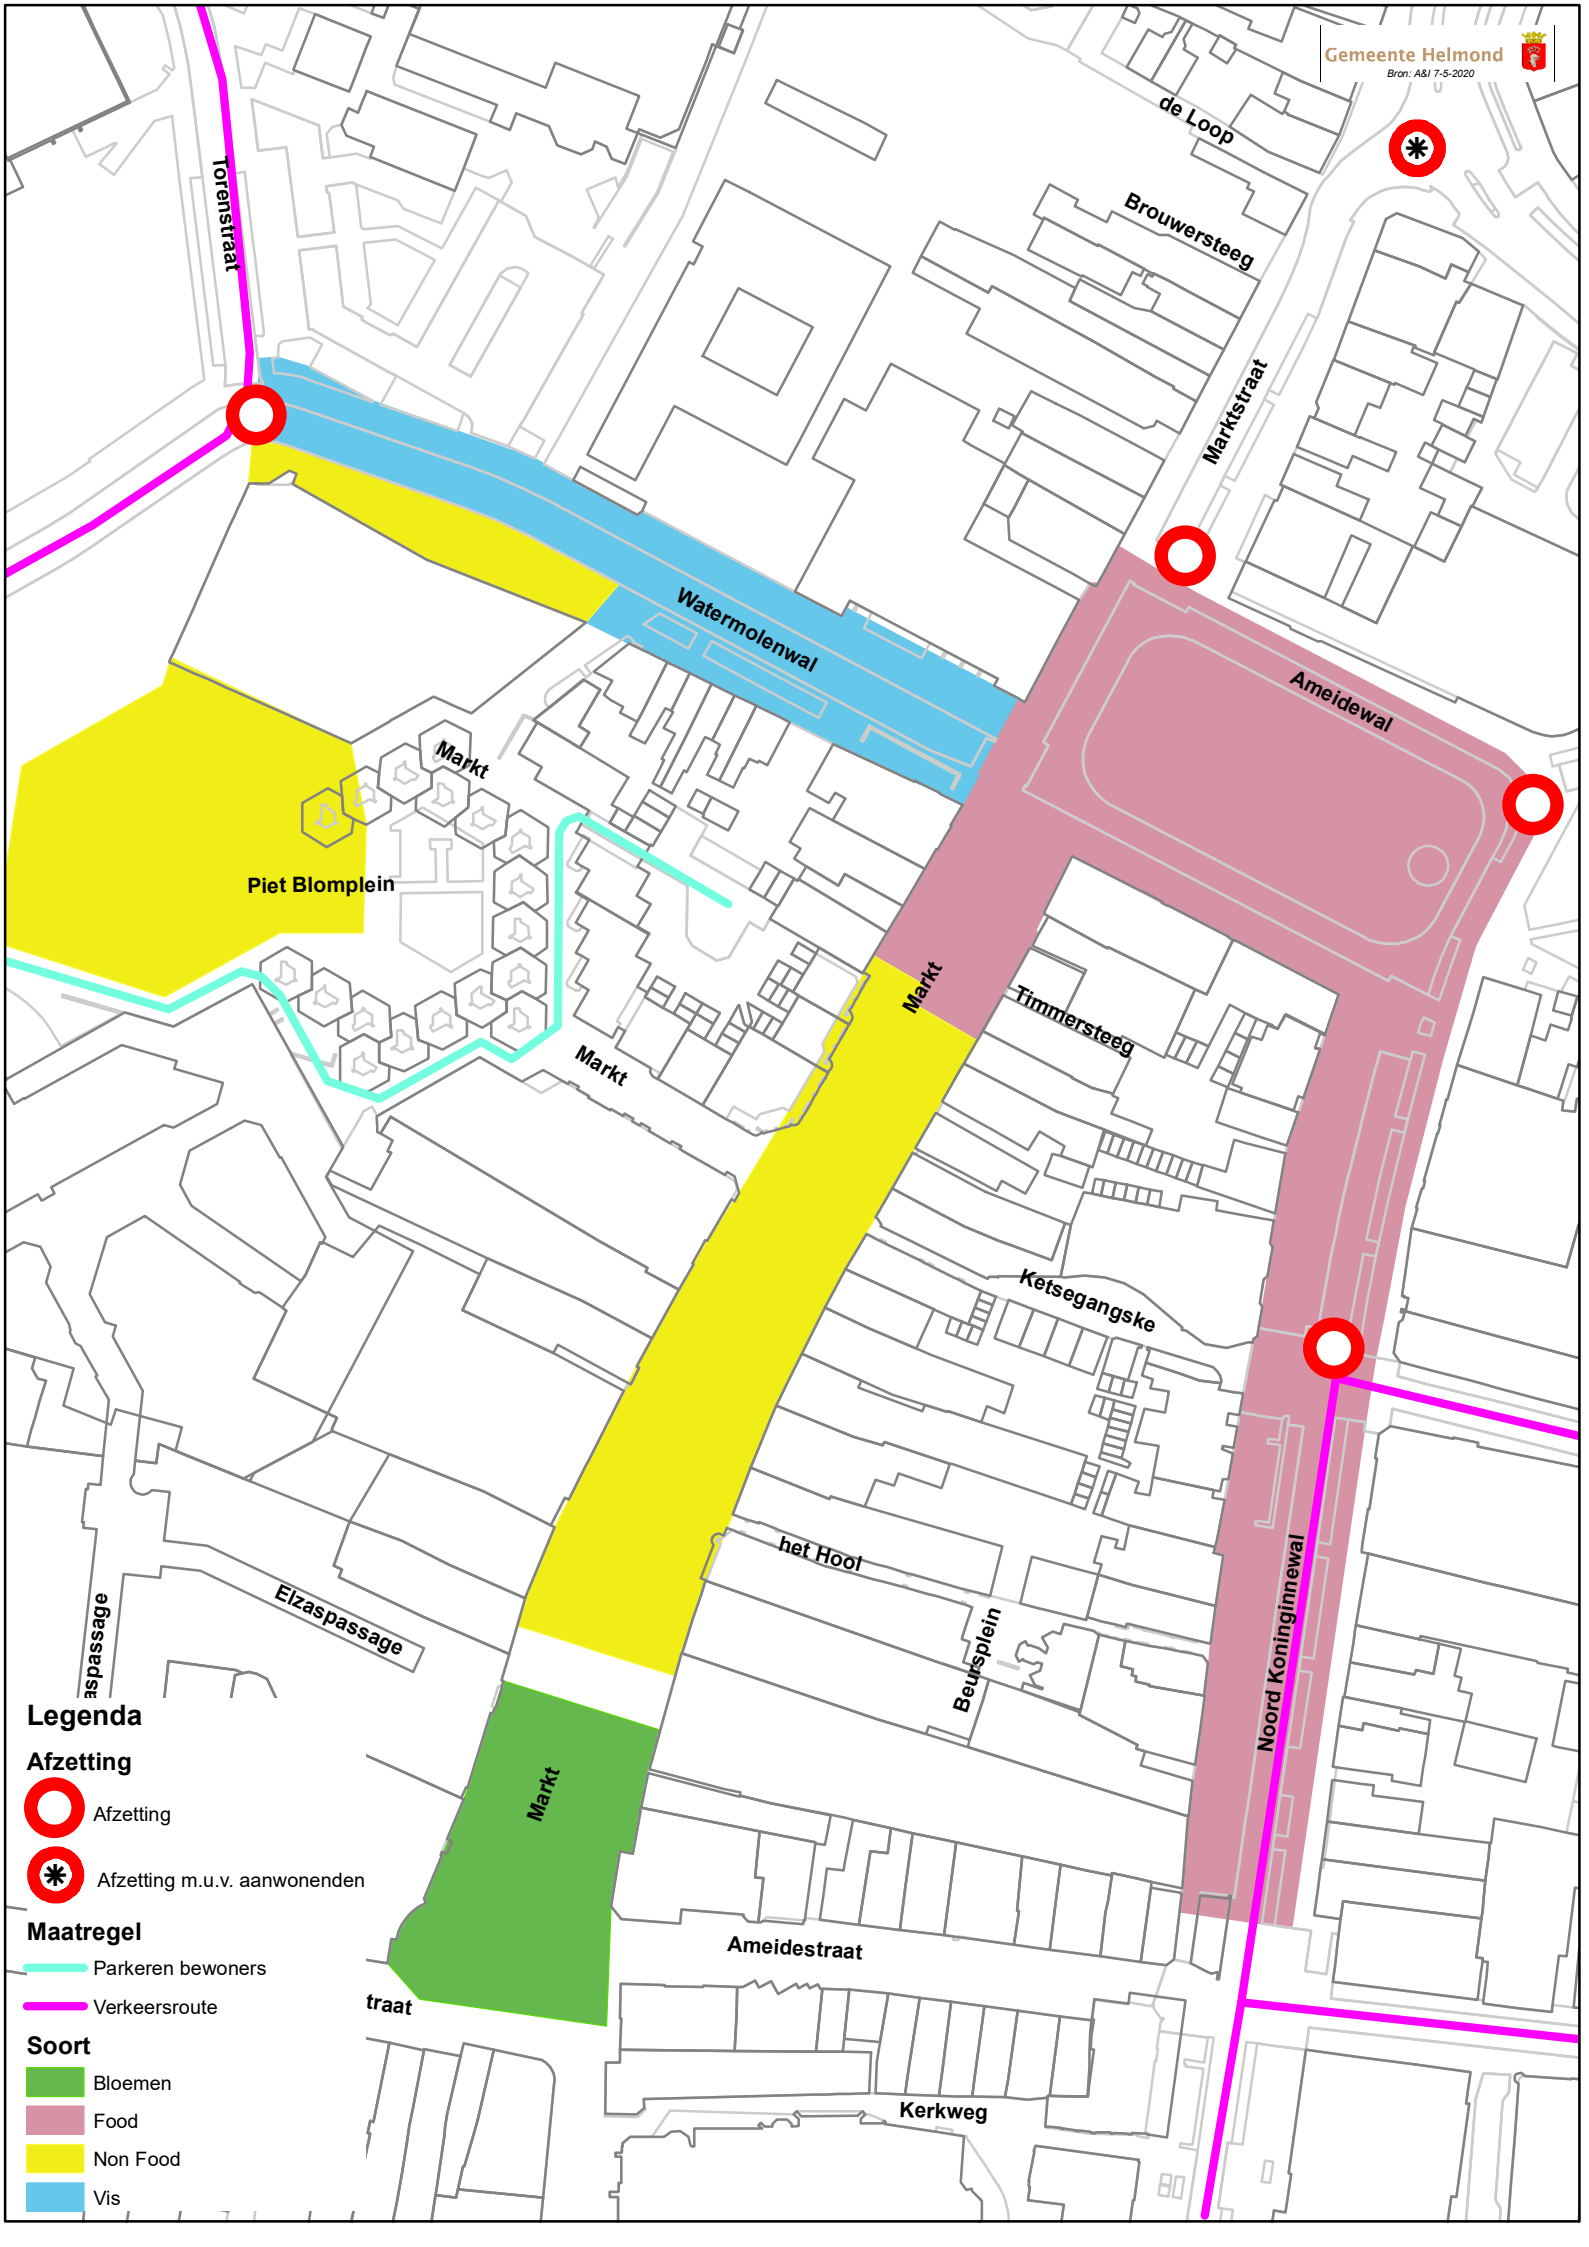 Gemeente Helmond
Bron: A&I 7-5-2020
de Loop
Brouwersteeg
Torenstraat
Marktstraat
Watermolenwal
Ameidewal
Markt
Piet Blomplein
Markt
Timmersteeg
Markt
Ketsegangske
het Hool
Elzaspassage
aspassage
Beursplein
Noord Koninginnewal
Markt
Ameidestraat
traat
Kerkweg
Legenda
Afzetting
Afzetting
Afzetting m.u.v. aanwonenden
Maatregel
Parkeren bewoners
Verkeersroute
Soort
Bloemen
Food
Non Food
Vis